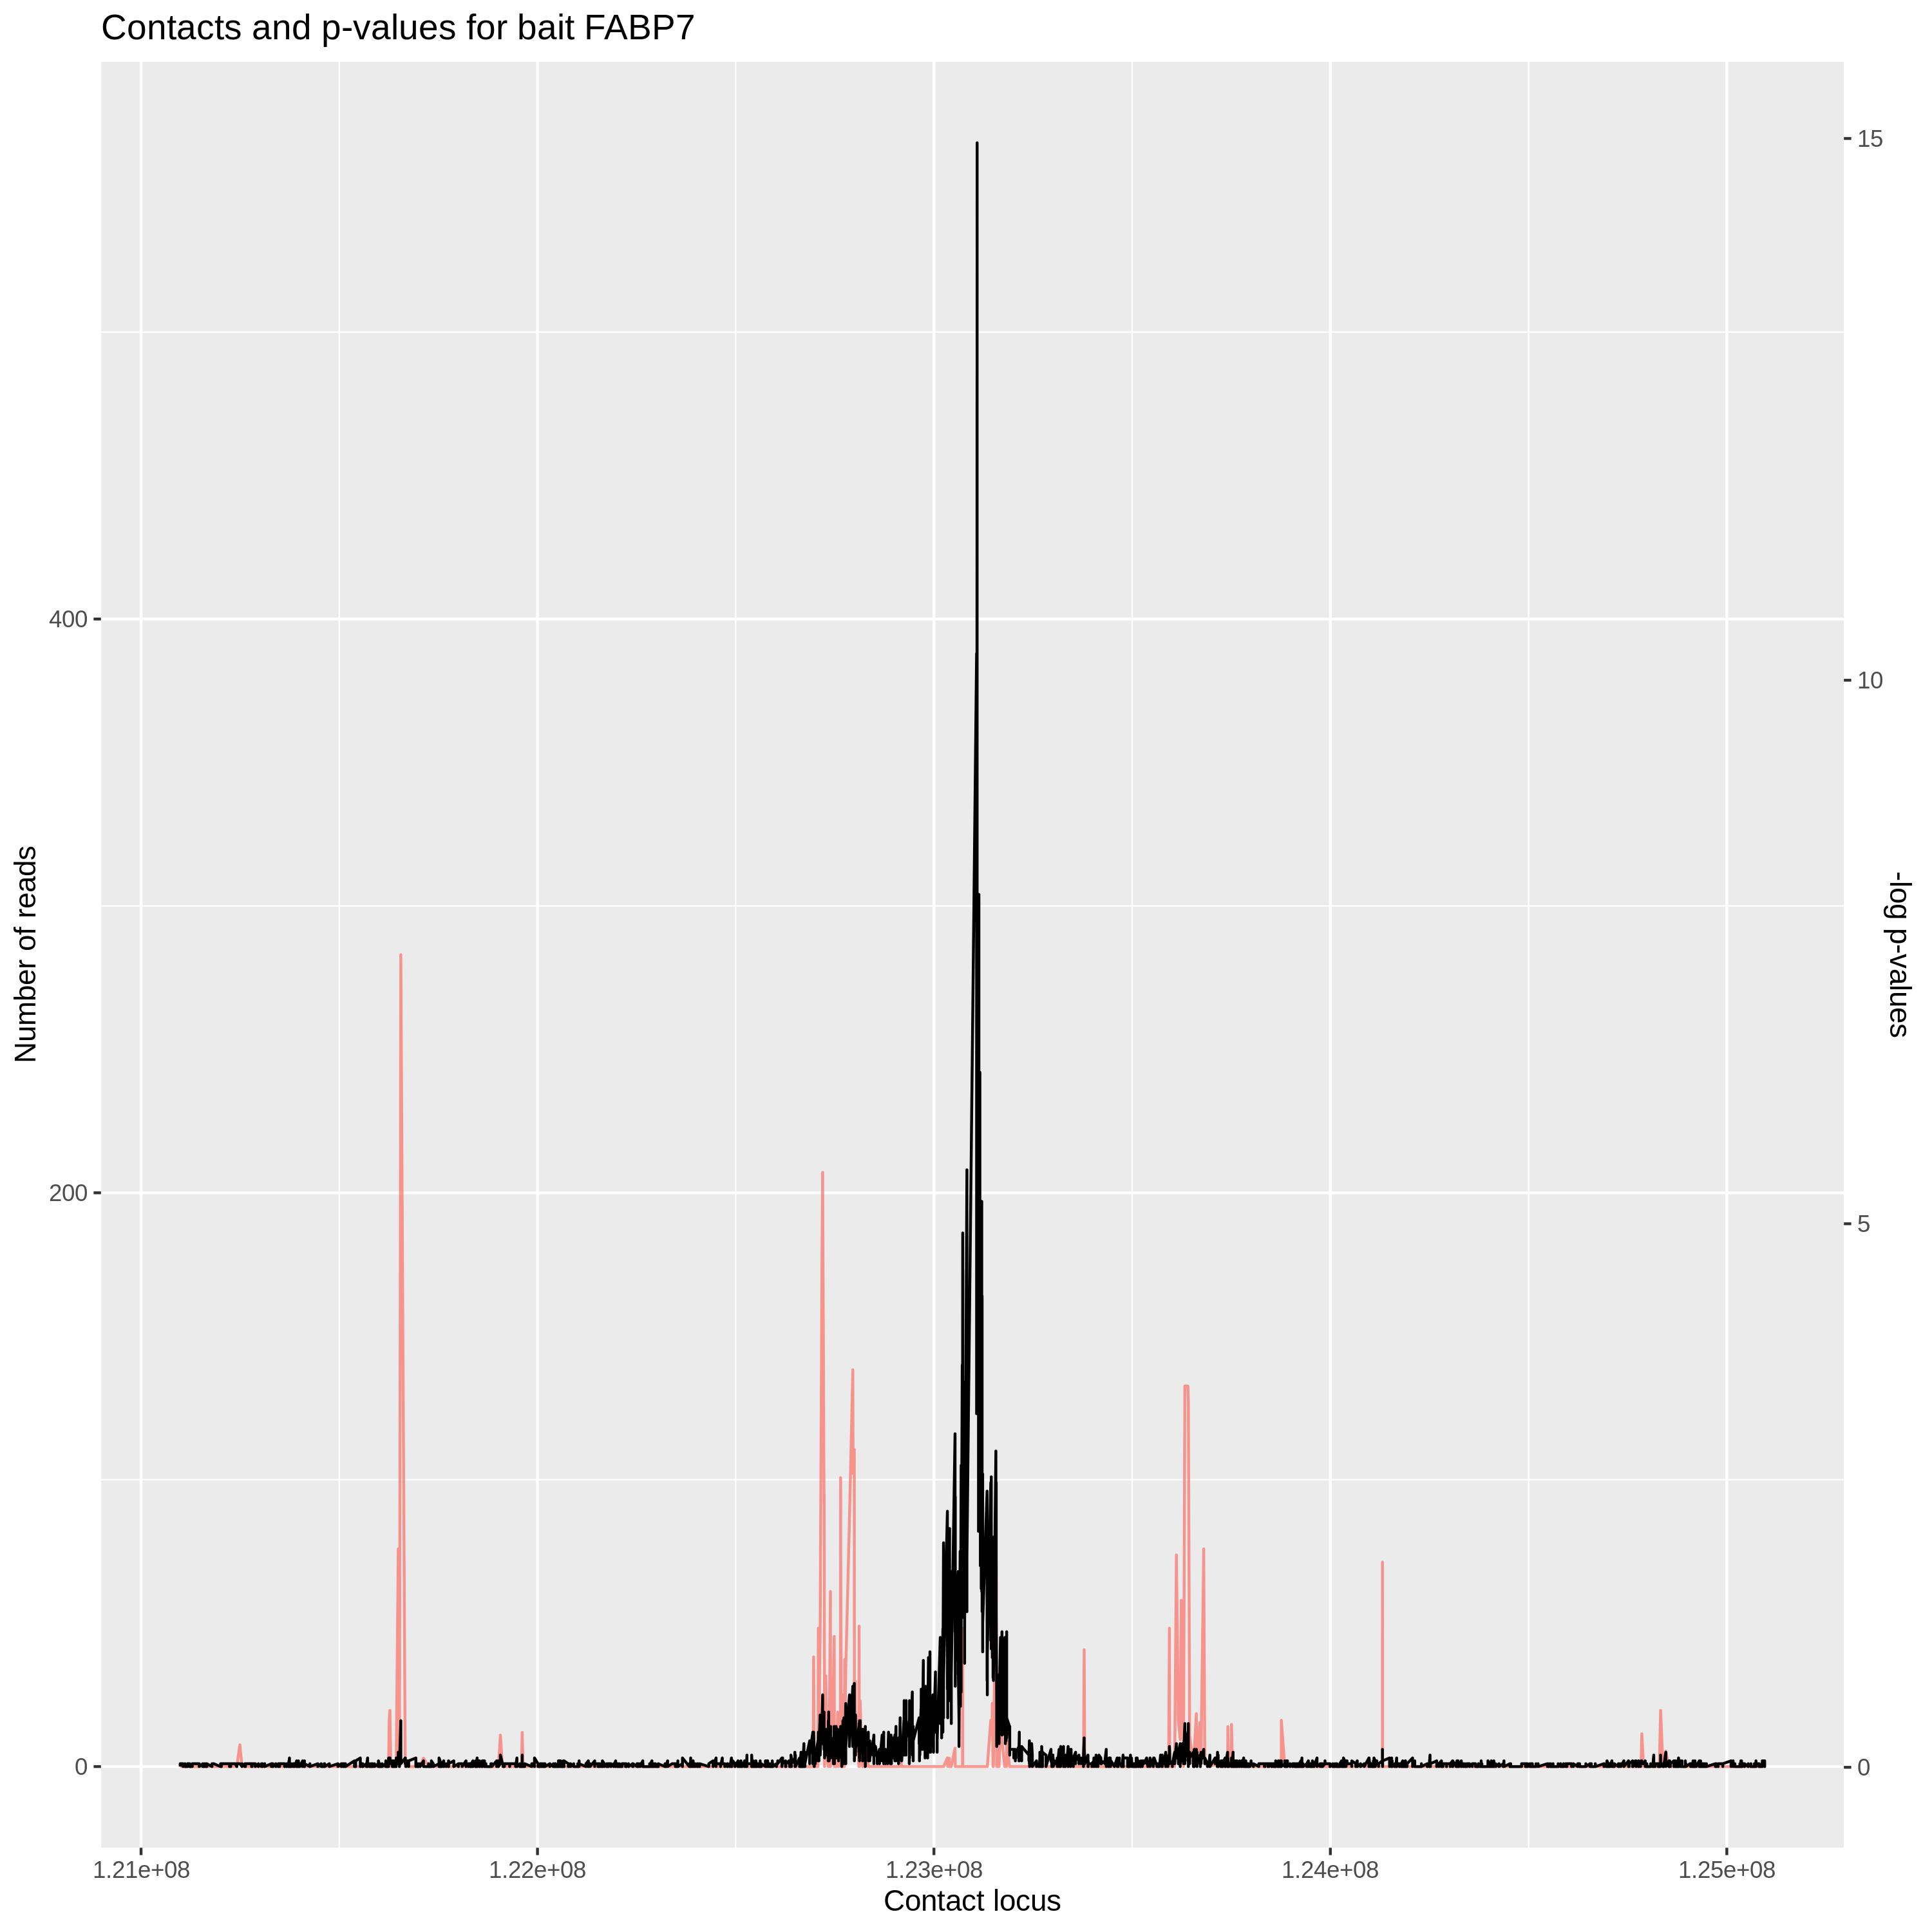 Contacts and p-values for bait FABP7
15
400
10
Number of reads
-log p-values
200
5
0
0
1.21e+08
1.22e+08
1.23e+08
1.24e+08
1.25e+08
Contact locus